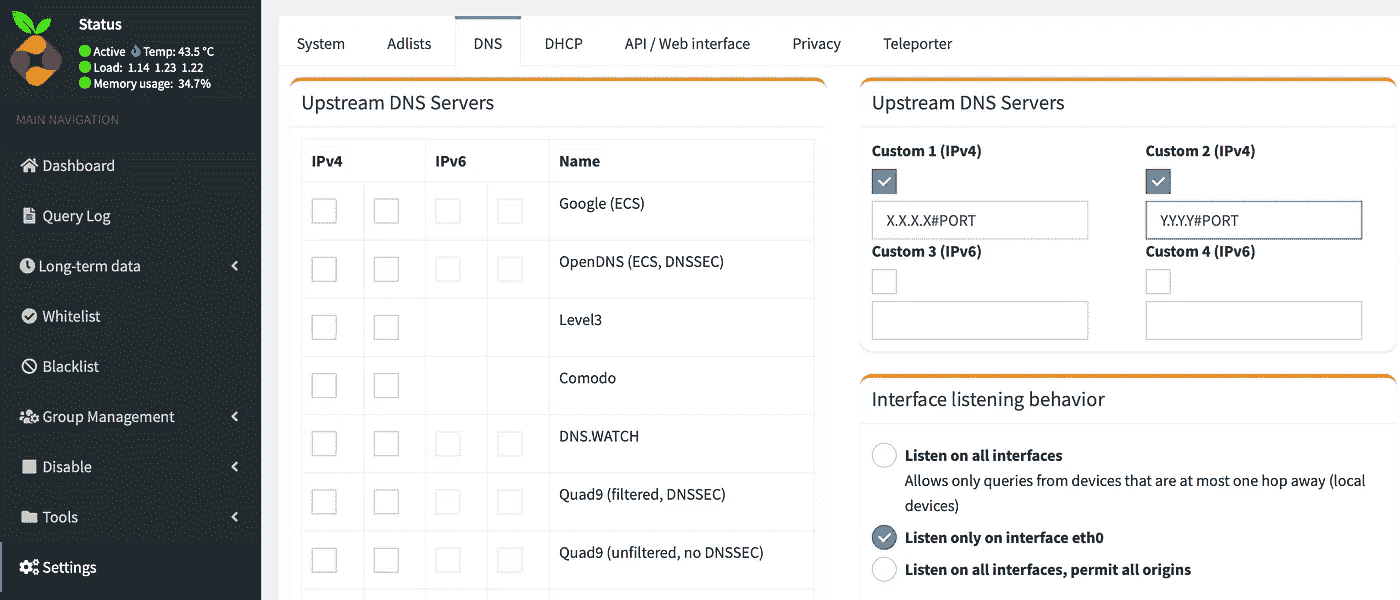 Status
Active Temp: 43.5 °C
Load: 1.14 1.23 1.22
Memory usage: 34.7%
MAIN NAVIGATION
Dashboard
Query Log
Long-term data
Whitelist
Blacklist
Group Management
Disable
Tools
Settings
System Adlists DNS DHCP API / Web interface Privacy Teleporter
Upstream DNS Servers
IPv4 IPv6 Name
Google (ECS)
OpenDNS (ECS, DNSSEC)
Level3
Comodo
DNS.WATCH
Quad9 (filtered, DNSSEC)
Quad9 (unfiltered, no DNSSEC)
Upstream DNS Servers
Custom 1 (IPv4) Custom 2 (IPv4)
X.X.X.X#PORT Y.Y.Y.Y#PORT
Custom 3 (IPv6) Custom 4 (IPv6)
Interface listening behavior
Listen on all interfaces
Allows only queries from devices that are at most one hop away (local
devices)
Listen only on interface eth0
Listen on all interfaces, permit all origins